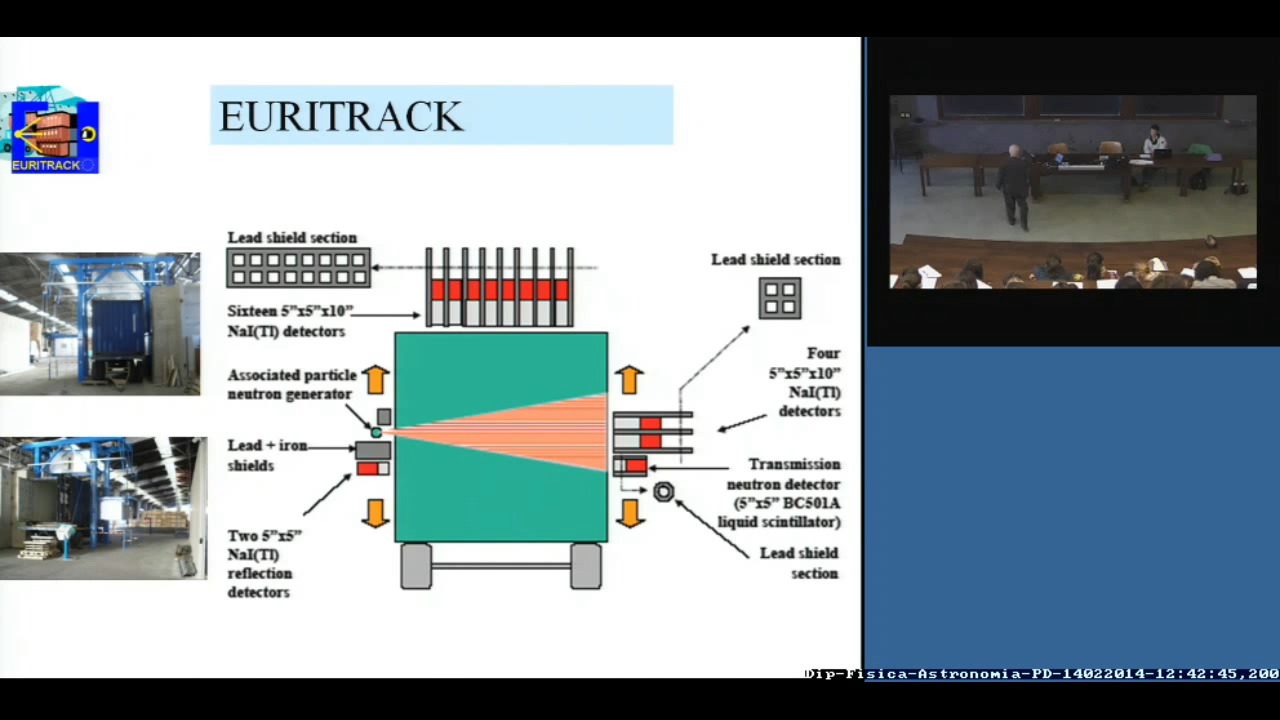 EURITRACK
EURITRACK
Lead shield section
Sixteen 5”x5”x10”
NaI(Tl) detectors
Associated particle
neutron generator
Lead + iron
shields
Two 5”x5”
NaI(Tl)
reflection
detectors
Lead shield section
Four
5”x5”x10”
NaI(Tl)
detectors
Transmission
neutron detector
(5”x5” BC501A
liquid scintillator)
Lead shield
section
Dip-Fisica-Astronomia-PD-14022014-12:42:45,200